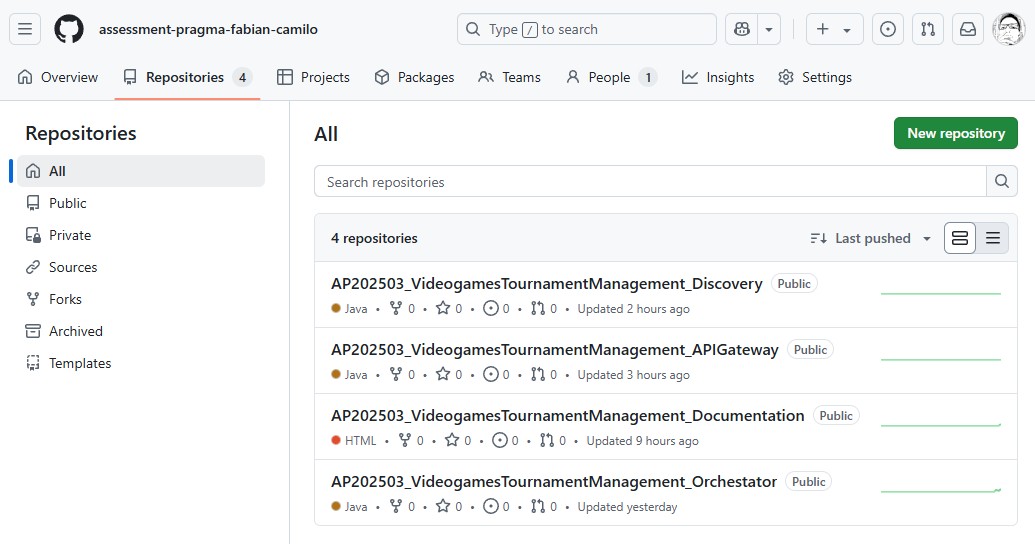 assessment-pragma-fabian-camilo
Type / to search
Overview Repositories 4 Projects Packages Teams People 1 Insights Settings
Repositories
All
Public
Private
Sources
Forks
Archived
Templates
All
New repository
Search repositories
4 repositories
Last pushed
AP202503_VideogamesTournamentManagement_Discovery Public
Java • 0 • 0 • 0 • 0 • Updated 2 hours ago
AP202503_VideogamesTournamentManagement_APIGateway Public
Java • 0 • 0 • 0 • 0 • Updated 3 hours ago
AP202503_VideogamesTournamentManagement_Documentation Public
HTML • 0 • 0 • 0 • 0 • Updated 9 hours ago
AP202503_VideogamesTournamentManagement_Orchestator Public
Java • 0 • 0 • 0 • 0 • Updated yesterday